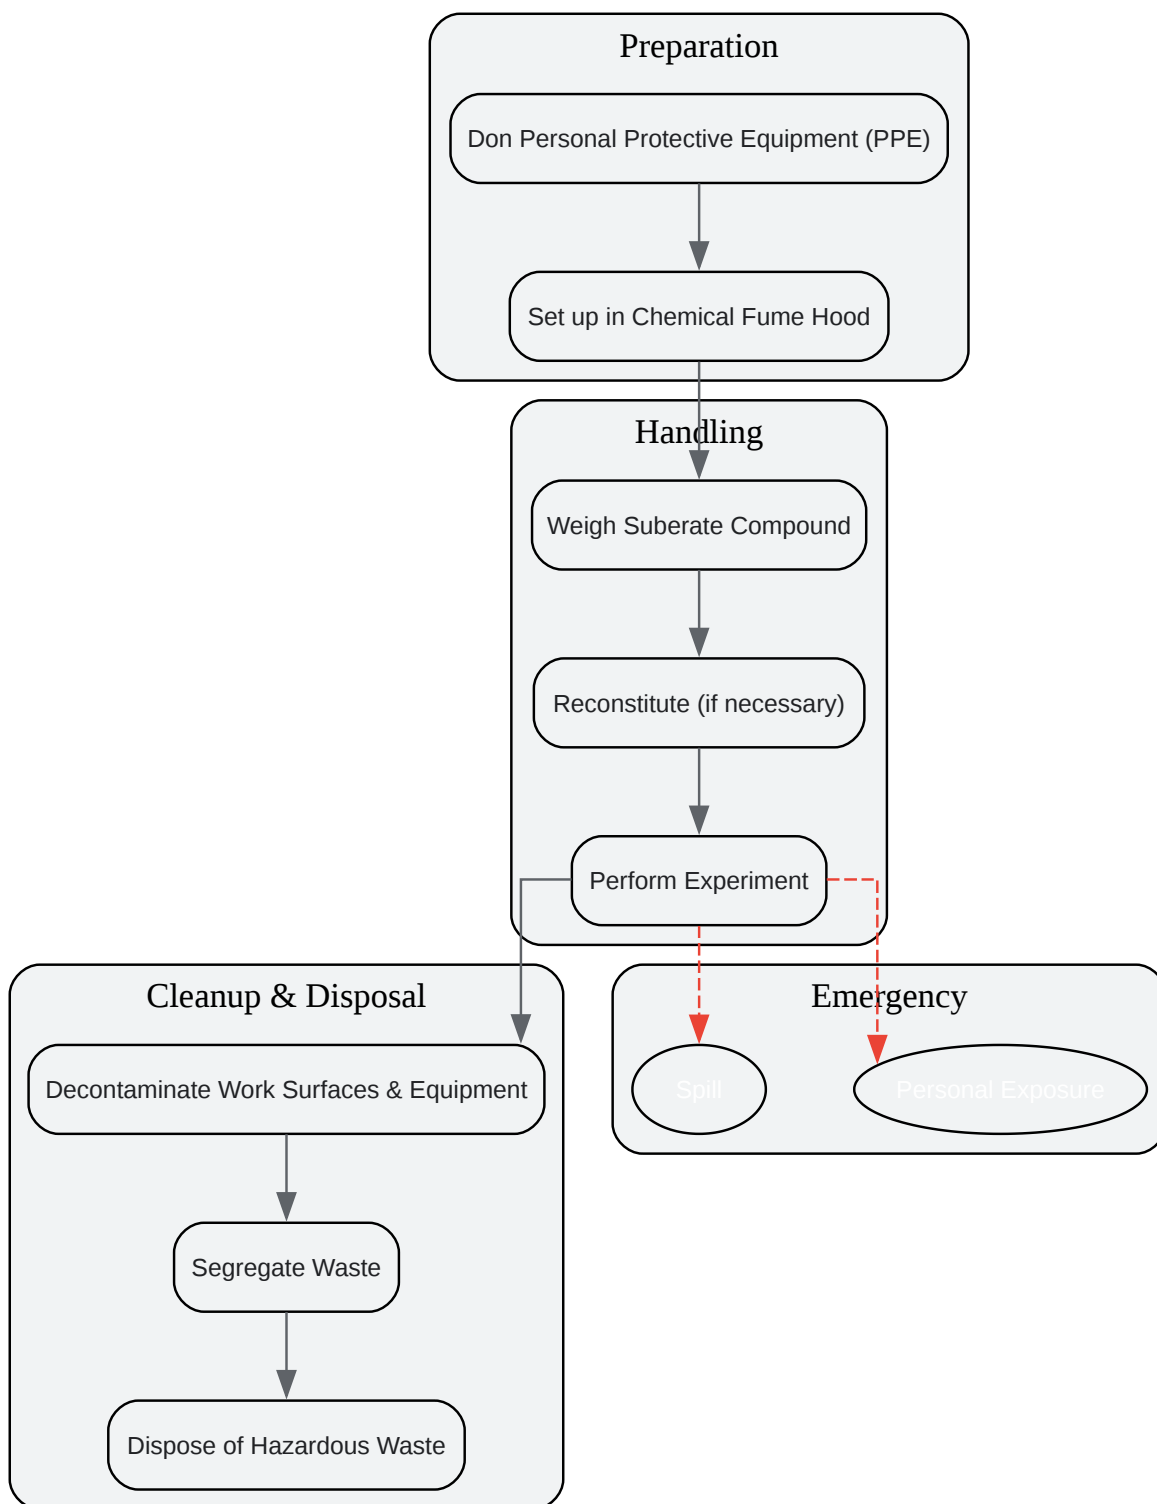 Preparation
Don Personal Protective Equipment (PPE)
Set up in Chemical Fume Hood
Handling
Weigh Suberate Compound
Reconstitute (if necessary)
Perform Experiment
Cleanup & Disposal
Decontaminate Work Surfaces & Equipment
Segregate Waste
Dispose of Hazardous Waste
Emergency
Spill
Personal Exposure